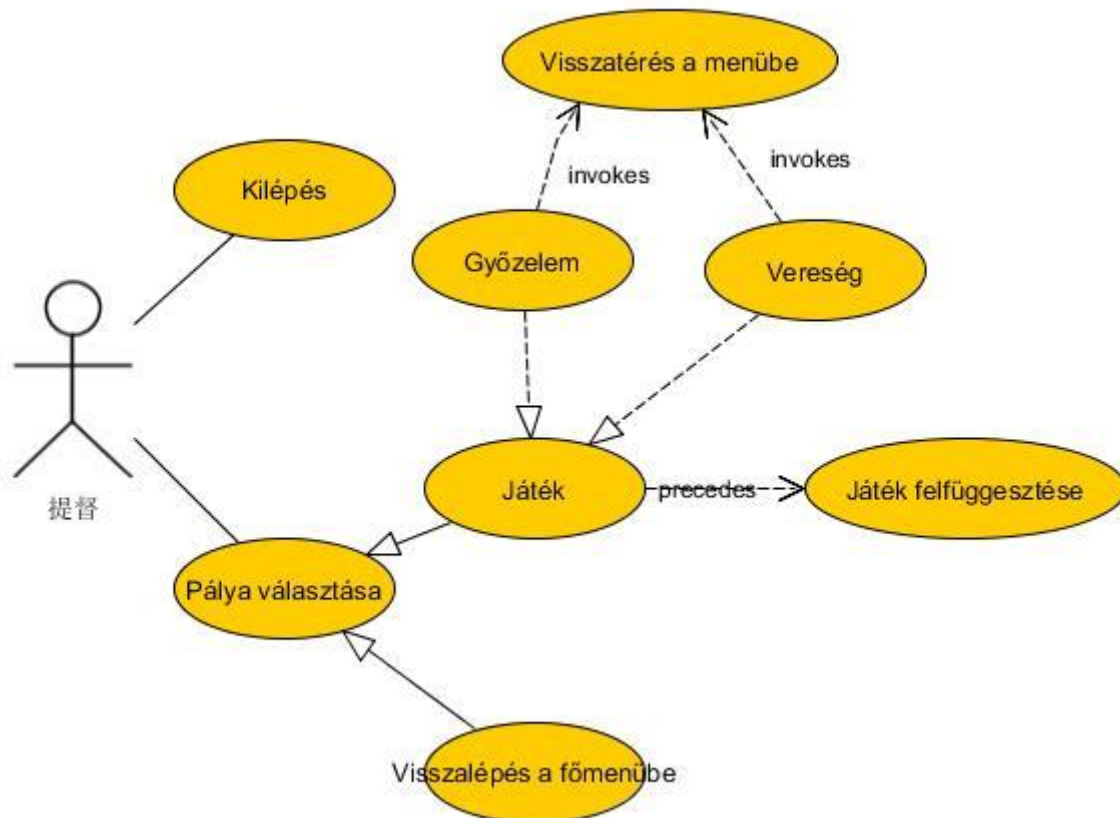 Visszatérés a menübe
invokes
invokes
Kilépés
Győzelem
Vereség
提督
Játék
precedes
Játék felfüggesztése
Pálya választása
Visszalépés a főmenübe